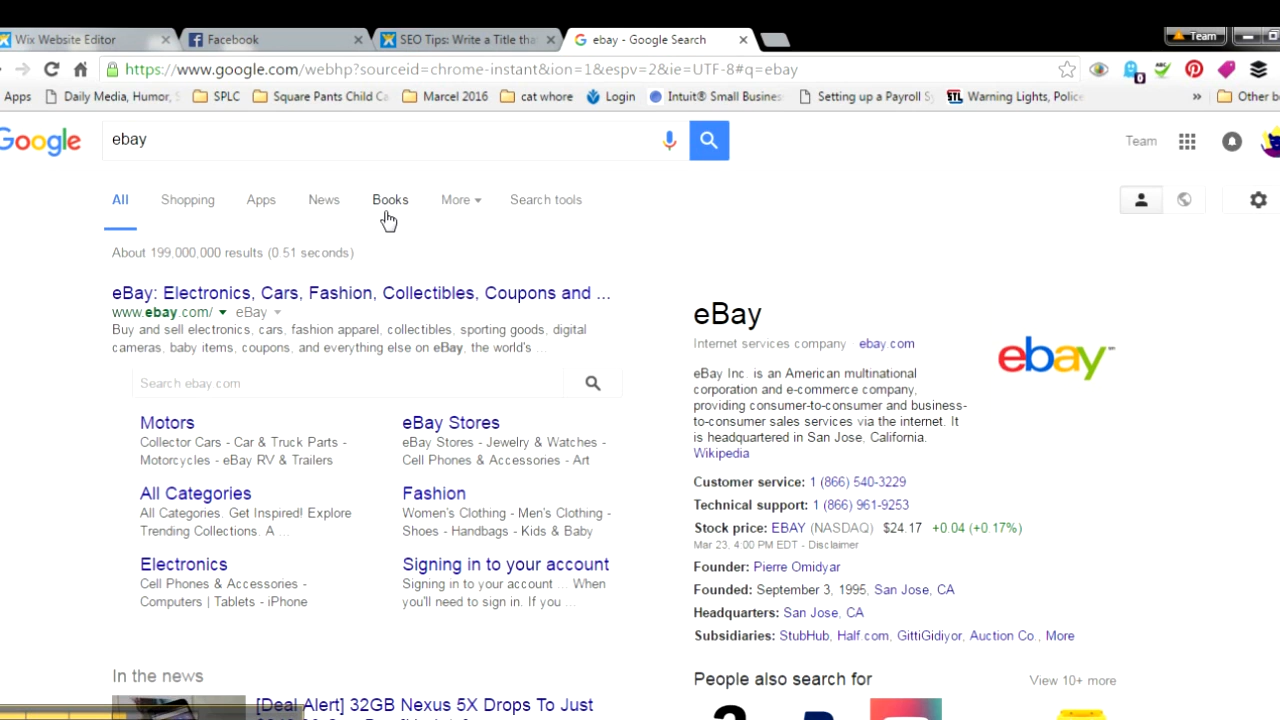 Wix Website Editor
Facebook
SEO Tips: Write a Title tha
ebay - Google Search
Team
https://www.google.com/webhp?sourceid=chrome-instant&ion=1&espv=2&ie=UTF-8#q=ebay
0
ABC
Apps
Daily Media, Humor,
SPLC
Square Pants Child Ca
Marcel 2016
cat whore
Login
Intuit® Small Busines
Setting up a Payroll Sy
STL
Warning Lights, Police
»
Other b
Google
ebay
Team
All
Shopping
Apps
News
Books
More
Search tools
About 199,000,000 results (0.51 seconds)
eBay: Electronics, Cars, Fashion, Collectibles, Coupons and ...
www.ebay.com/
eBay
Buy and sell electronics, cars, fashion apparel, collectibles, sporting goods, digital
cameras, baby items, coupons, and everything else on eBay, the world's ...
Search ebay.com
Motors
Collector Cars - Car & Truck Parts -
Motorcycles - eBay RV & Trailers
eBay Stores
eBay Stores - Jewelry & Watches -
Cell Phones & Accessories - Art
All Categories
All Categories. Get Inspired! Explore
Trending Collections. A ...
Fashion
Women's Clothing - Men's Clothing -
Shoes - Handbags - Kids & Baby
Electronics
Cell Phones & Accessories -
Computers | Tablets - iPhone
Signing in to your account
Signing in to your account ... When
you'll need to sign in. If you ...
In the news
[Deal Alert] 32GB Nexus 5X Drops To Just
eBay
Internet services company
ebay.com
ebay™
eBay Inc. is an American multinational
corporation and e-commerce company,
providing consumer-to-consumer and business-
to-consumer sales services via the internet. It
is headquartered in San Jose, California.
Wikipedia
Customer service: 1 (866) 540-3229
Technical support: 1 (866) 961-9253
Stock price: EBAY (NASDAQ) $24.17 +0.04 (+0.17%)
Mar 23, 4:00 PM EDT - Disclaimer
Founder: Pierre Omidyar
Founded: September 3, 1995, San Jose, CA
Headquarters: San Jose, CA
Subsidiaries: StubHub, Half.com, GittiGidiyor, Auction Co., More
People also search for
View 10+ more